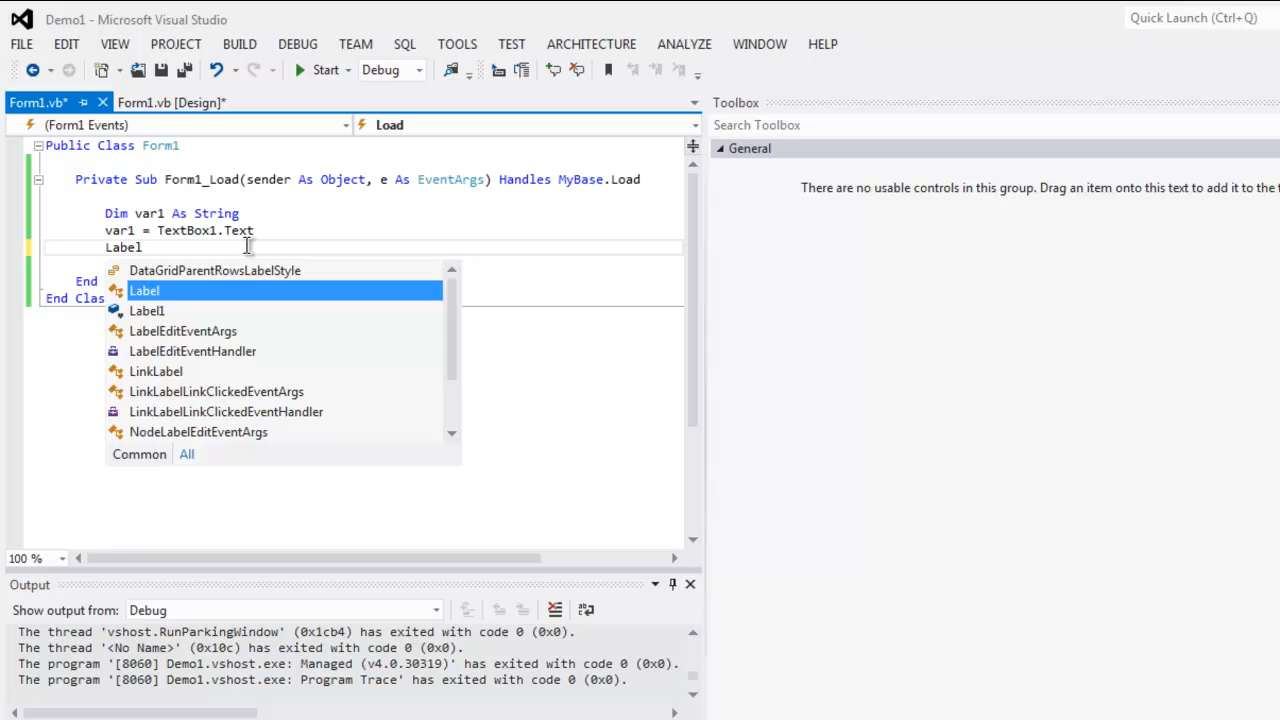 Demo1 - Microsoft Visual Studio
Quick Launch (Ctrl+Q)
FILE EDIT VIEW PROJECT BUILD DEBUG TEAM SQL TOOLS TEST ARCHITECTURE ANALYZE WINDOW HELP
Start Debug
Form1.vb* Form1.vb [Design]*
Toolbox
(Form1 Events) Load
Search Toolbox
Public Class Form1
General
Private Sub Form1_Load(sender As Object, e As EventArgs) Handles MyBase.Load
There are no usable controls in this group. Drag an item onto this text to add it to the
Dim var1 As String
var1 = TextBox1.Text
Label
DataGridParentRowsLabelStyle
End
Label
End Clas
Label1
LabelEditEventArgs
LabelEditEventHandler
LinkLabel
LinkLabelLinkClickedEventArgs
LinkLabelLinkClickedEventHandler
NodeLabelEditEventArgs
Common All
100 %
Output
Show output from: Debug
The thread 'vshost.RunParkingWindow' (0x1cb4) has exited with code 0 (0x0).
The thread '<No Name>' (0x10c) has exited with code 0 (0x0).
The program '[8060] Demo1.vshost.exe: Managed (v4.0.30319)' has exited with code 0 (0x0).
The program '[8060] Demo1.vshost.exe: Program Trace' has exited with code 0 (0x0).